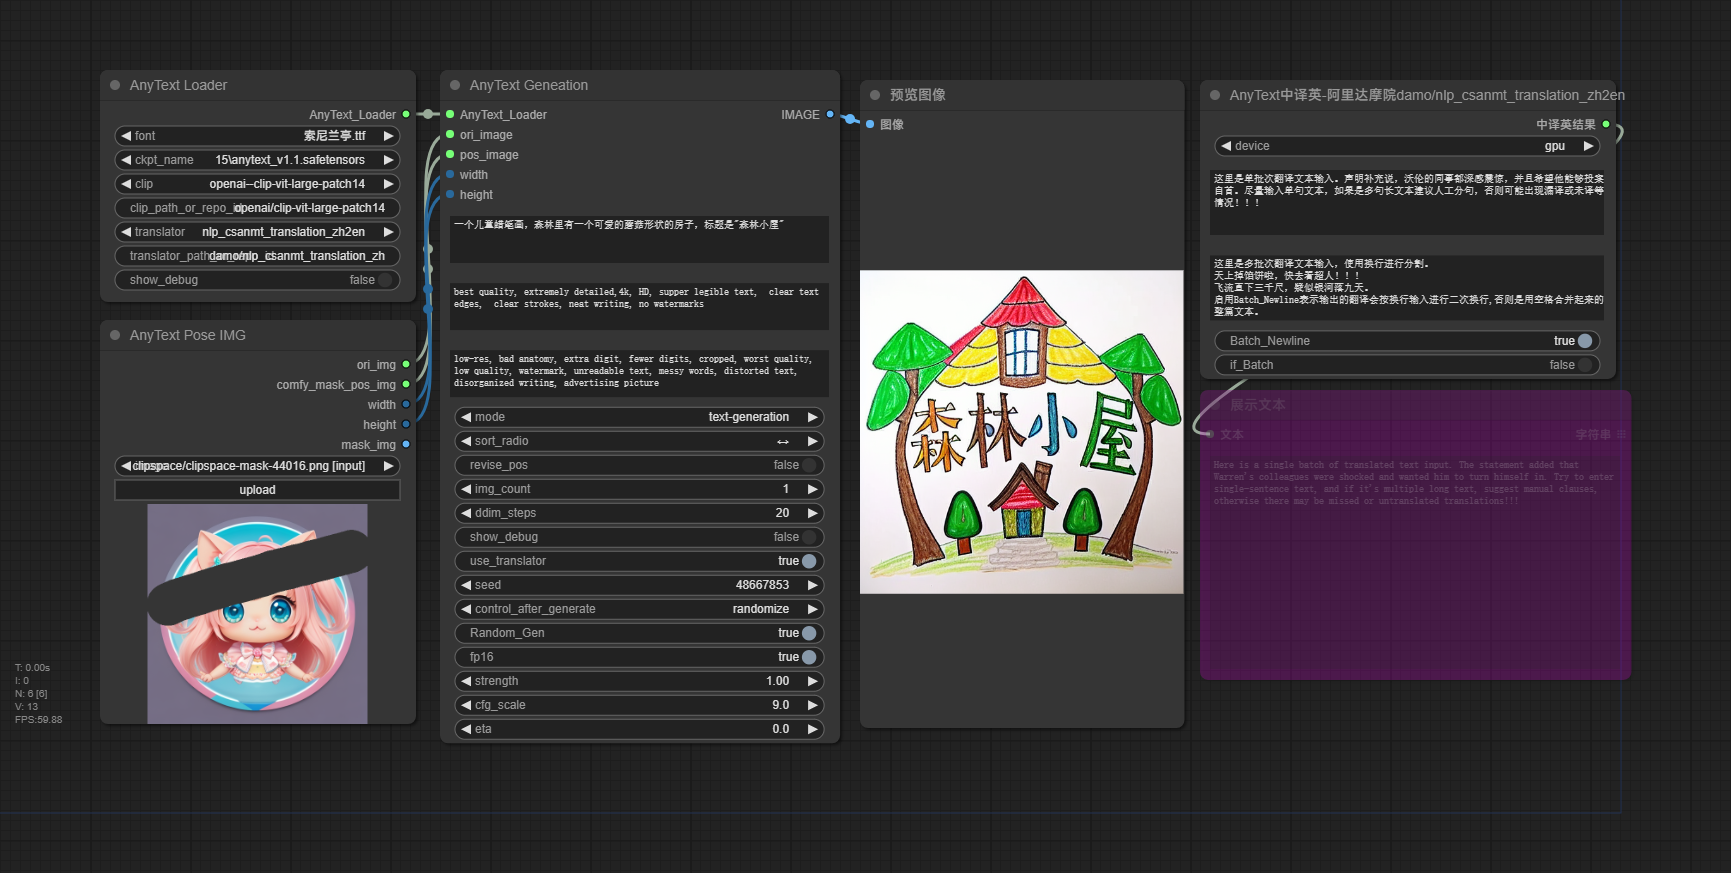 AnyText Loader
AnyText_Loader
font 索尼兰亭.ttf
ckpt_name 15\anytext_v1.1.safetensors
clip openai--clip-vit-large-patch14
openai/clip-vit-large-patch14
translator nlp_csanmt_translation_zh2en
damo/nlp_csanmt_translation_zh
show_debug false
AnyText Pose IMG
ori_img
comfy_mask_pos_img
width
height
mask_img
clipspace/clipspace-mask-44016.png [input]
upload
T: 0.00s
I: 0
N: 6 [6]
V: 13
FPS:59.88
AnyText Geneation
AnyText_Loader IMAGE
ori_image
pos_image
width
height
一个儿童蜡笔画，森林里有一个可爱的蘑菇形状的房子，标题是"森林小屋"
best quality, extremely detailed,4k, HD, supper legible text,  clear text
edges,  clear strokes, neat writing, no watermarks
low-res, bad anatomy, extra digit, fewer digits, cropped, worst quality,
low quality, watermark, unreadable text, messy words, distorted text,
disorganized writing, advertising picture
mode text-generation
sort_radio ↔
revise_pos false
img_count 1
ddim_steps 20
show_debug false
use_translator true
seed 48667853
control_after_generate randomize
Random_Gen true
fp16 true
strength 1.00
cfg_scale 9.0
eta 0.0
预览图像
图像
森林小屋
AnyText中译英-阿里达摩院damo/nlp_csanmt_translation_zh2en
中译英结果
device gpu
这里是单批次翻译文本输入。声明补充说，沃伦的同事都深感震惊，并且希望他能够投案
自首。尽量输入单句文本，如果是多句长文本建议人工分句，否则可能出现漏译或未译等
情况！！！
这里是多批次翻译文本输入，使用换行进行分割。
天上掉馅饼啦，快去看超人！！！
飞流直下三千尺，疑似银河落九天。
启用Batch_Newline表示输出的翻译会按换行输入进行二次换行,否则是用空格合并起来的
整篇文本。
Batch_Newline true
if_Batch false
展示文本
文本 字符串
Here is a single batch of translated text input. The statement added that
Warren's colleagues were shocked and wanted him to turn himself in. Try to enter
single-sentence text, and if it's multiple long text, suggest manual clauses,
otherwise there may be missed or untranslated translations!!!